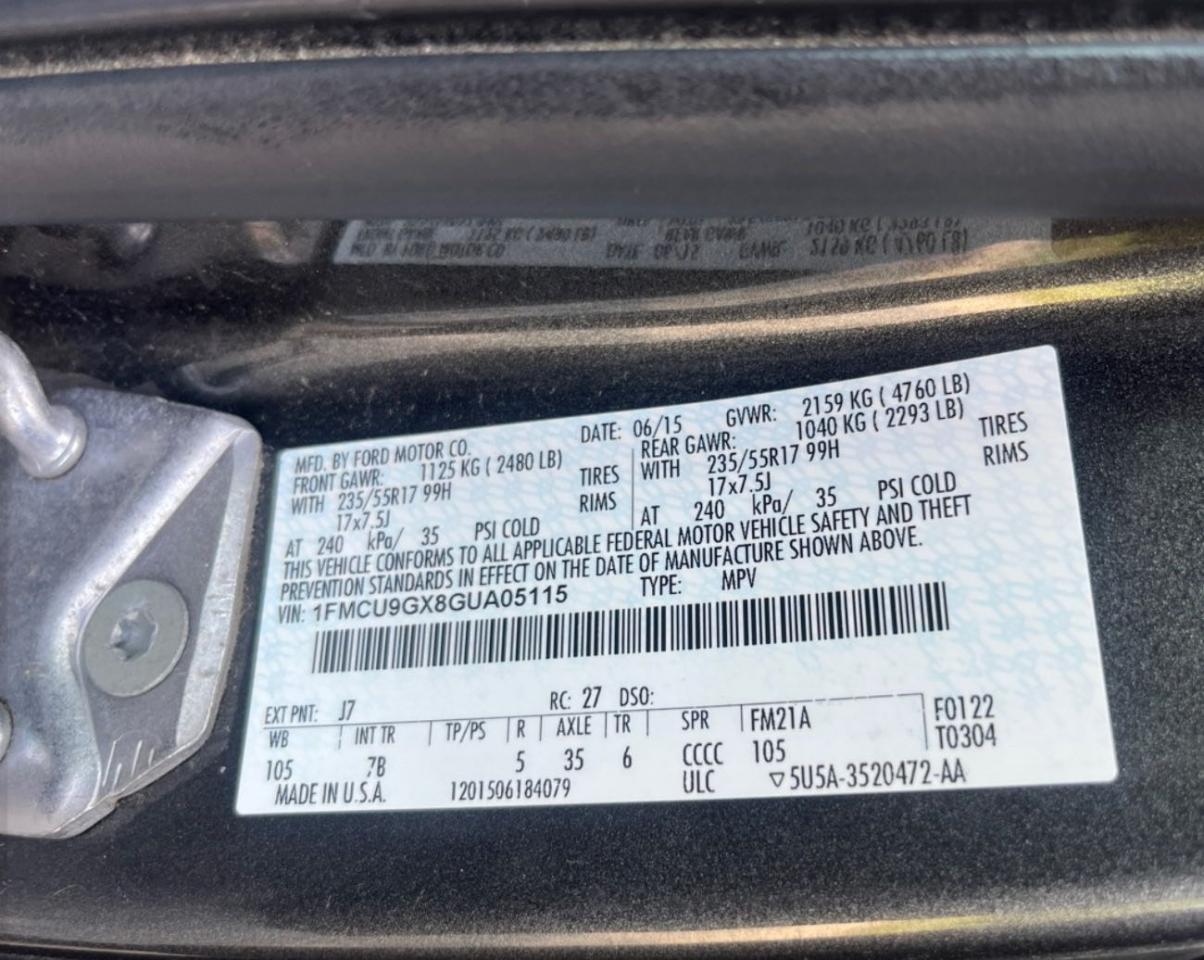 MFD. BY FORD MOTOR CO. DATE: 06/15 GVWR: 2159 KG ( 4760 LB)
FRONT GAWR: 1125 KG ( 2480 LB) REAR GAWR: 1040 KG ( 2293 LB)
WITH 235/55R17 99H TIRES WITH 235/55R17 99H TIRES
17x7.5J RIMS 17x7.5J RIMS
AT 240 kPa/ 35 PSI COLD AT 240 kPa/ 35 PSI COLD
THIS VEHICLE CONFORMS TO ALL APPLICABLE FEDERAL MOTOR VEHICLE SAFETY AND THEFT
PREVENTION STANDARDS IN EFFECT ON THE DATE OF MANUFACTURE SHOWN ABOVE.
VIN: 1FMCU9GX8GUA05115 TYPE: MPV
EXT PNT: J7 RC: 27 DSO:
WB INT TR TP/PS R AXLE TR SPR FM21A F0122
105 7B 5 35 6 CCCC 105 T0304
MADE IN U.S.A. 1201506184079 ULC ▽5U5A-3520472-AA